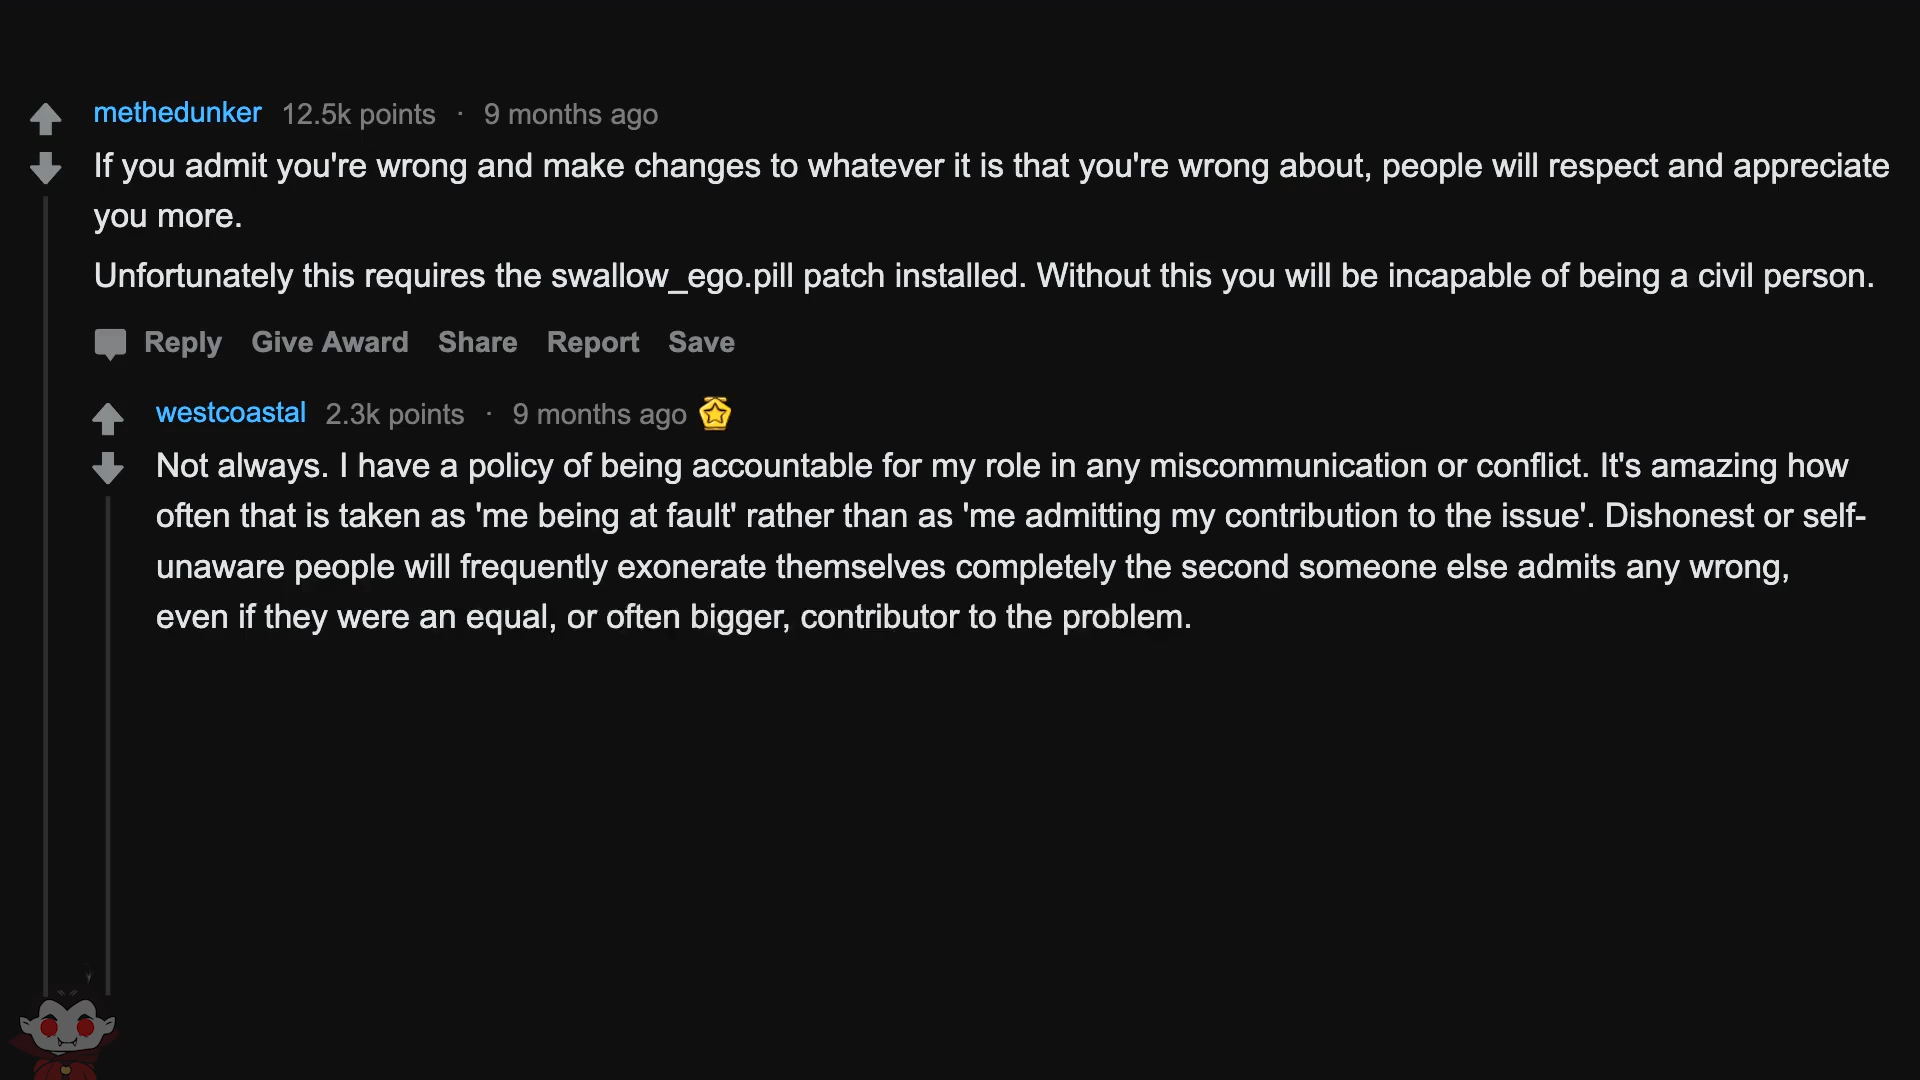 methedunker 12.5k points · 9 months ago
If you admit you're wrong and make changes to whatever it is that you're wrong about, people will respect and appreciate
you more.
Unfortunately this requires the swallow_ego.pill patch installed. Without this you will be incapable of being a civil person.
Reply Give Award Share Report Save
westcoastal 2.3k points · 9 months ago
Not always. I have a policy of being accountable for my role in any miscommunication or conflict. It's amazing how
often that is taken as 'me being at fault' rather than as 'me admitting my contribution to the issue'. Dishonest or self-
unaware people will frequently exonerate themselves completely the second someone else admits any wrong,
even if they were an equal, or often bigger, contributor to the problem.